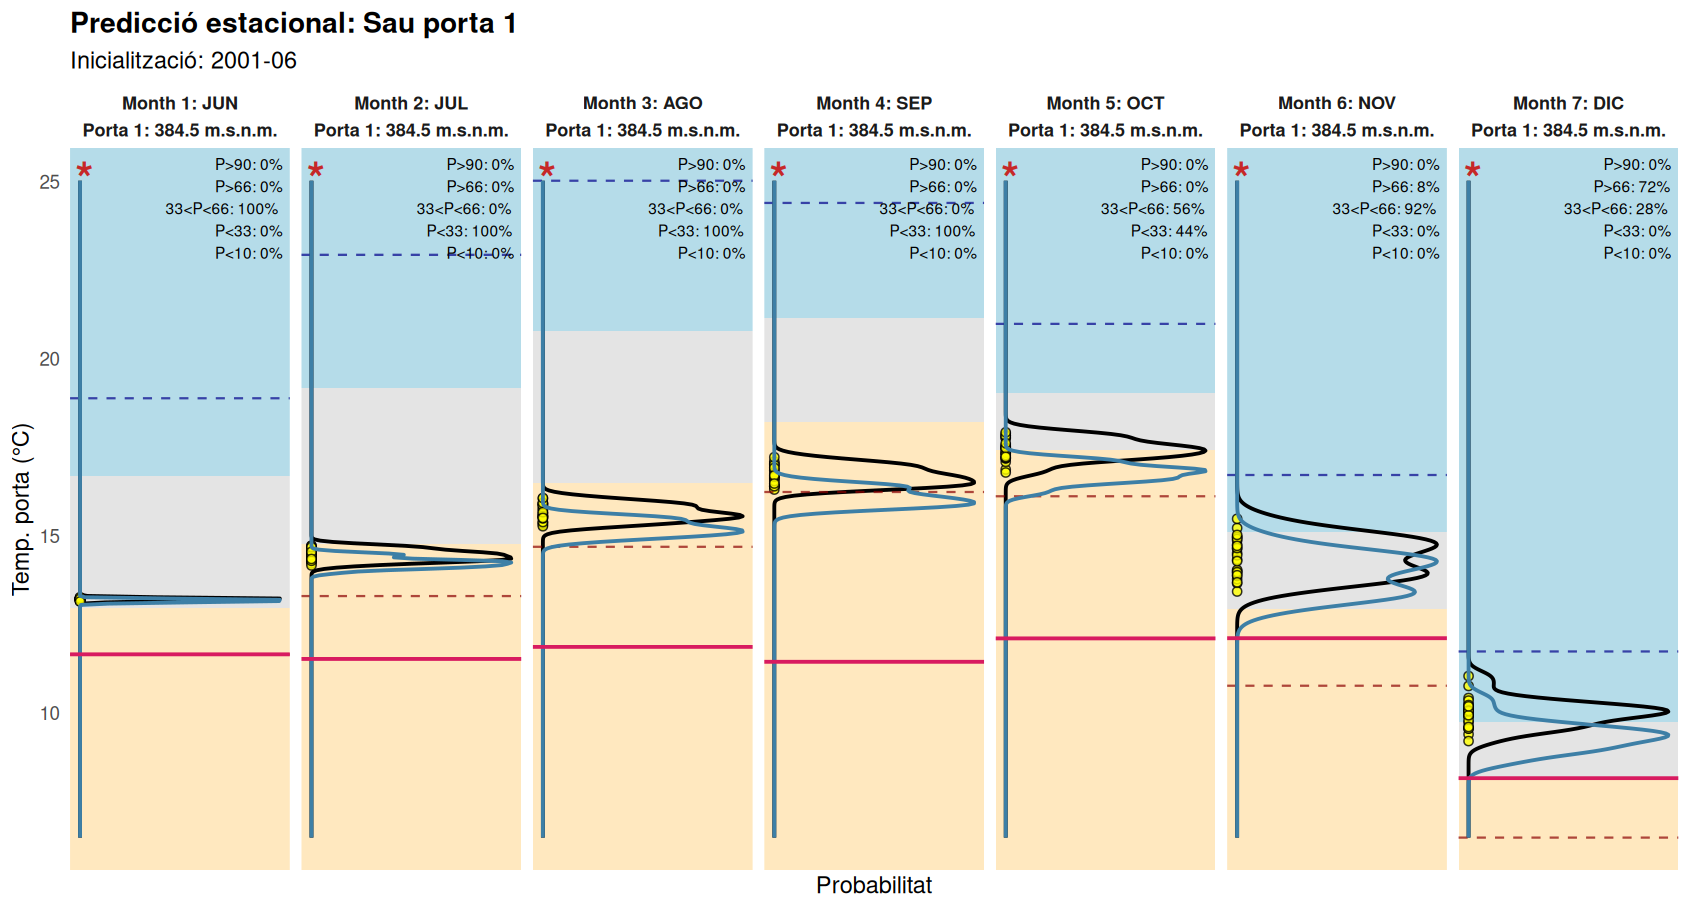 Predicció estacional: Sau porta 1
Inicialització: 2001-06
Month 1: JUN
Porta 1: 384.5 m.s.n.m.
Month 2: JUL
Porta 1: 384.5 m.s.n.m.
Month 3: AGO
Porta 1: 384.5 m.s.n.m.
Month 4: SEP
Porta 1: 384.5 m.s.n.m.
Month 5: OCT
Porta 1: 384.5 m.s.n.m.
Month 6: NOV
Porta 1: 384.5 m.s.n.m.
Month 7: DIC
Porta 1: 384.5 m.s.n.m.
*
P>90: 0%
P>66: 0%
33<P<66: 100%
P<33: 0%
P<10: 0%
*
P>90: 0%
P>66: 0%
33<P<66: 0%
P<33: 100%
P<10: 0%
*
P>90: 0%
P>66: 0%
33<P<66: 0%
P<33: 100%
P<10: 0%
*
P>90: 0%
P>66: 0%
33<P<66: 0%
P<33: 100%
P<10: 0%
*
P>90: 0%
P>66: 0%
33<P<66: 56%
P<33: 44%
P<10: 0%
*
P>90: 0%
P>66: 8%
33<P<66: 92%
P<33: 0%
P<10: 0%
*
P>90: 0%
P>66: 72%
33<P<66: 28%
P<33: 0%
P<10: 0%
25
20
15
10
Temp. porta (°C)
Probabilitat